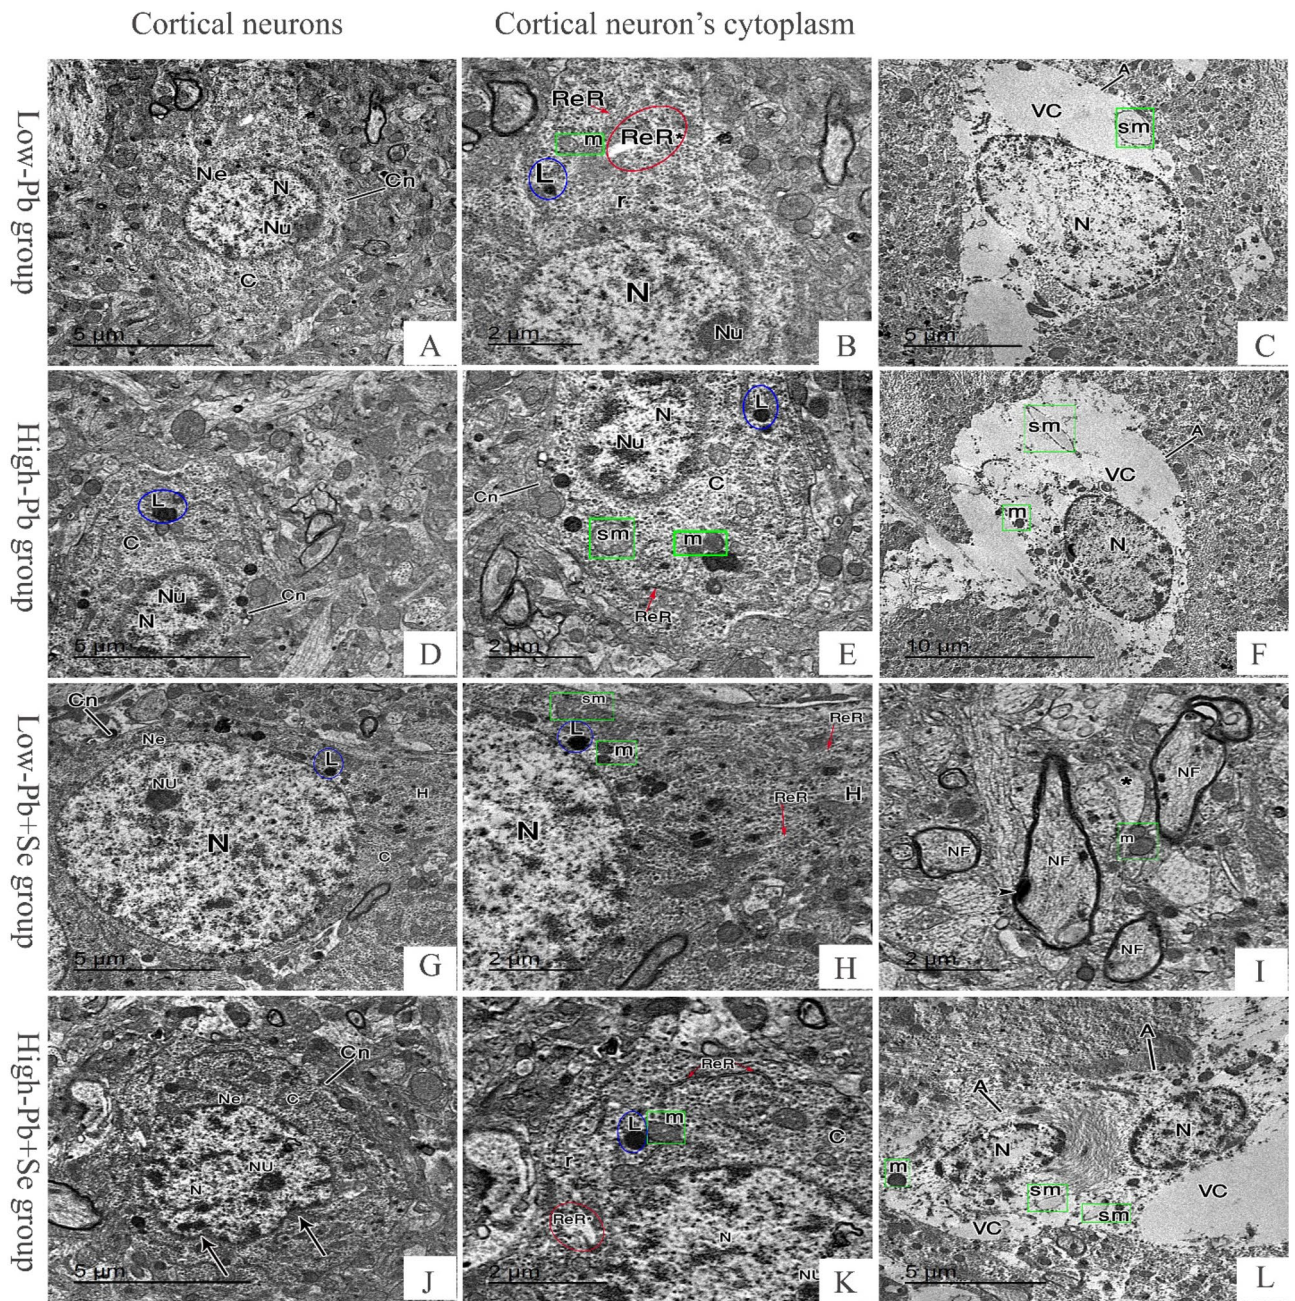 Cortical neurons
Cortical neuron's cytoplasm
Low-Pb group
Ne
N
Cn
Nu
C
5 µm
A
ReR
m
ReR*
L
r
N
Nu
2 µm
B
A
VC
sm
N
5 µm
C
High-Pb group
L
C
Cn
Nu
N
5 µm
D
L
N
Nu
C
Cn
sm
m
ReR
2 µm
E
sm
A
VC
m
N
10 µm
F
Low-Pb+Se group
Cn
Ne
L
NU
H
N
C
5 µm
G
sm
L
ReR
m
ReR
H
N
2 µm
H
NF
*
m
NF
NF
NF
2 µm
I
High-Pb+Se group
Cn
Ne
C
NU
N
5 µm
J
ReR
L
m
C
r
ReR*
N
NU
2 µm
K
A
A
N
N
m
sm
VC
sm
VC
5 µm
L